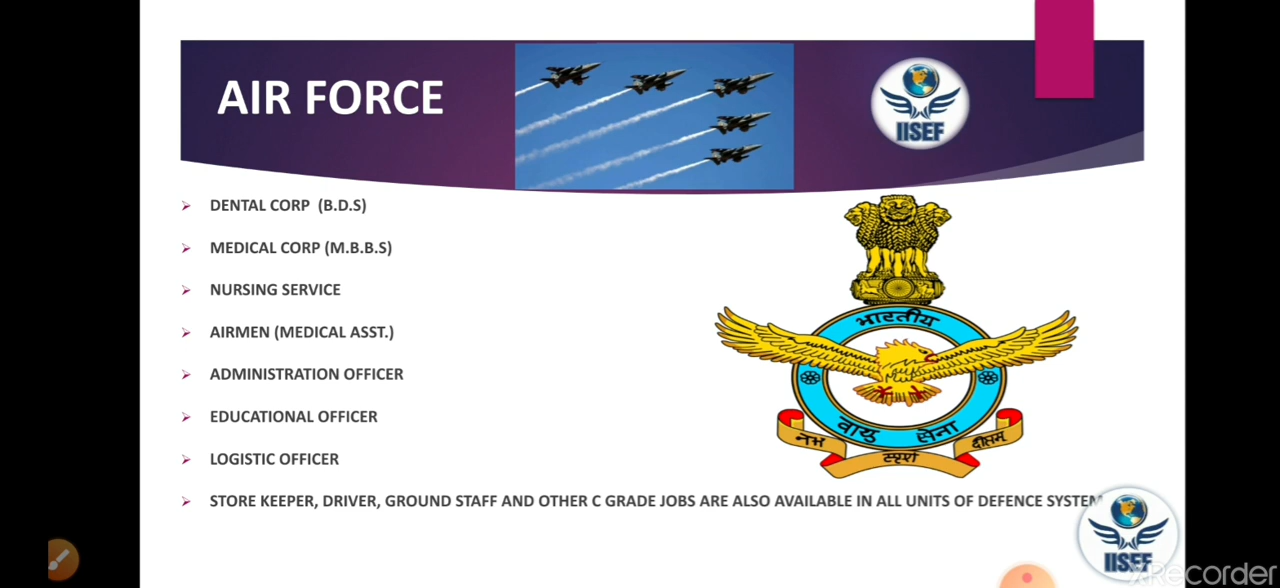 AIR FORCE
IISEF
DENTAL CORP (B.D.S)
MEDICAL CORP (M.B.B.S)
NURSING SERVICE
AIRMEN (MEDICAL ASST.)
ADMINISTRATION OFFICER
EDUCATIONAL OFFICER
LOGISTIC OFFICER
STORE KEEPER, DRIVER, GROUND STAFF AND OTHER C GRADE JOBS ARE ALSO AVAILABLE IN ALL UNITS OF DEFENCE SYSTEM
भारतीय
वायु सेना
नभ स्पृशं दीप्तम्
IISEF
XRecorder